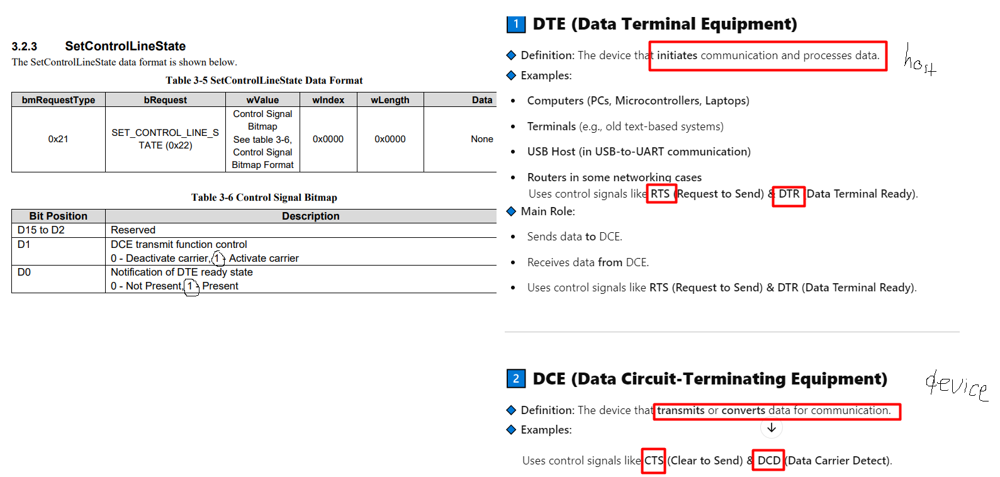 3.2.3 SetControlLineState
The SetControlLineState data format is shown below.
Table 3-5 SetControlLineState Data Format
bmRequestType bRequest wValue wIndex wLength Data
0x21 SET_CONTROL_LINE_S
TATE (0x22) Control Signal
Bitmap
See table 3-6,
Control Signal
Bitmap Format 0x0000 0x0000 None
Table 3-6 Control Signal Bitmap
Bit Position Description
D15 to D2 Reserved
D1 DCE transmit function control
0 - Deactivate carrier, 1 - Activate carrier
D0 Notification of DTE ready state
0 - Not Present, 1 - Present
1 DTE (Data Terminal Equipment)
Definition: The device that initiates communication and processes data.
host
Examples:
• Computers (PCs, Microcontrollers, Laptops)
• Terminals (e.g., old text-based systems)
• USB Host (in USB-to-UART communication)
• Routers in some networking cases
Uses control signals like RTS (Request to Send) & DTR (Data Terminal Ready).
Main Role:
• Sends data to DCE.
• Receives data from DCE.
• Uses control signals like RTS (Request to Send) & DTR (Data Terminal Ready).
2 DCE (Data Circuit-Terminating Equipment)
device
Definition: The device that transmits or converts data for communication.
Examples:
Uses control signals like CTS (Clear to Send) & DCD (Data Carrier Detect).